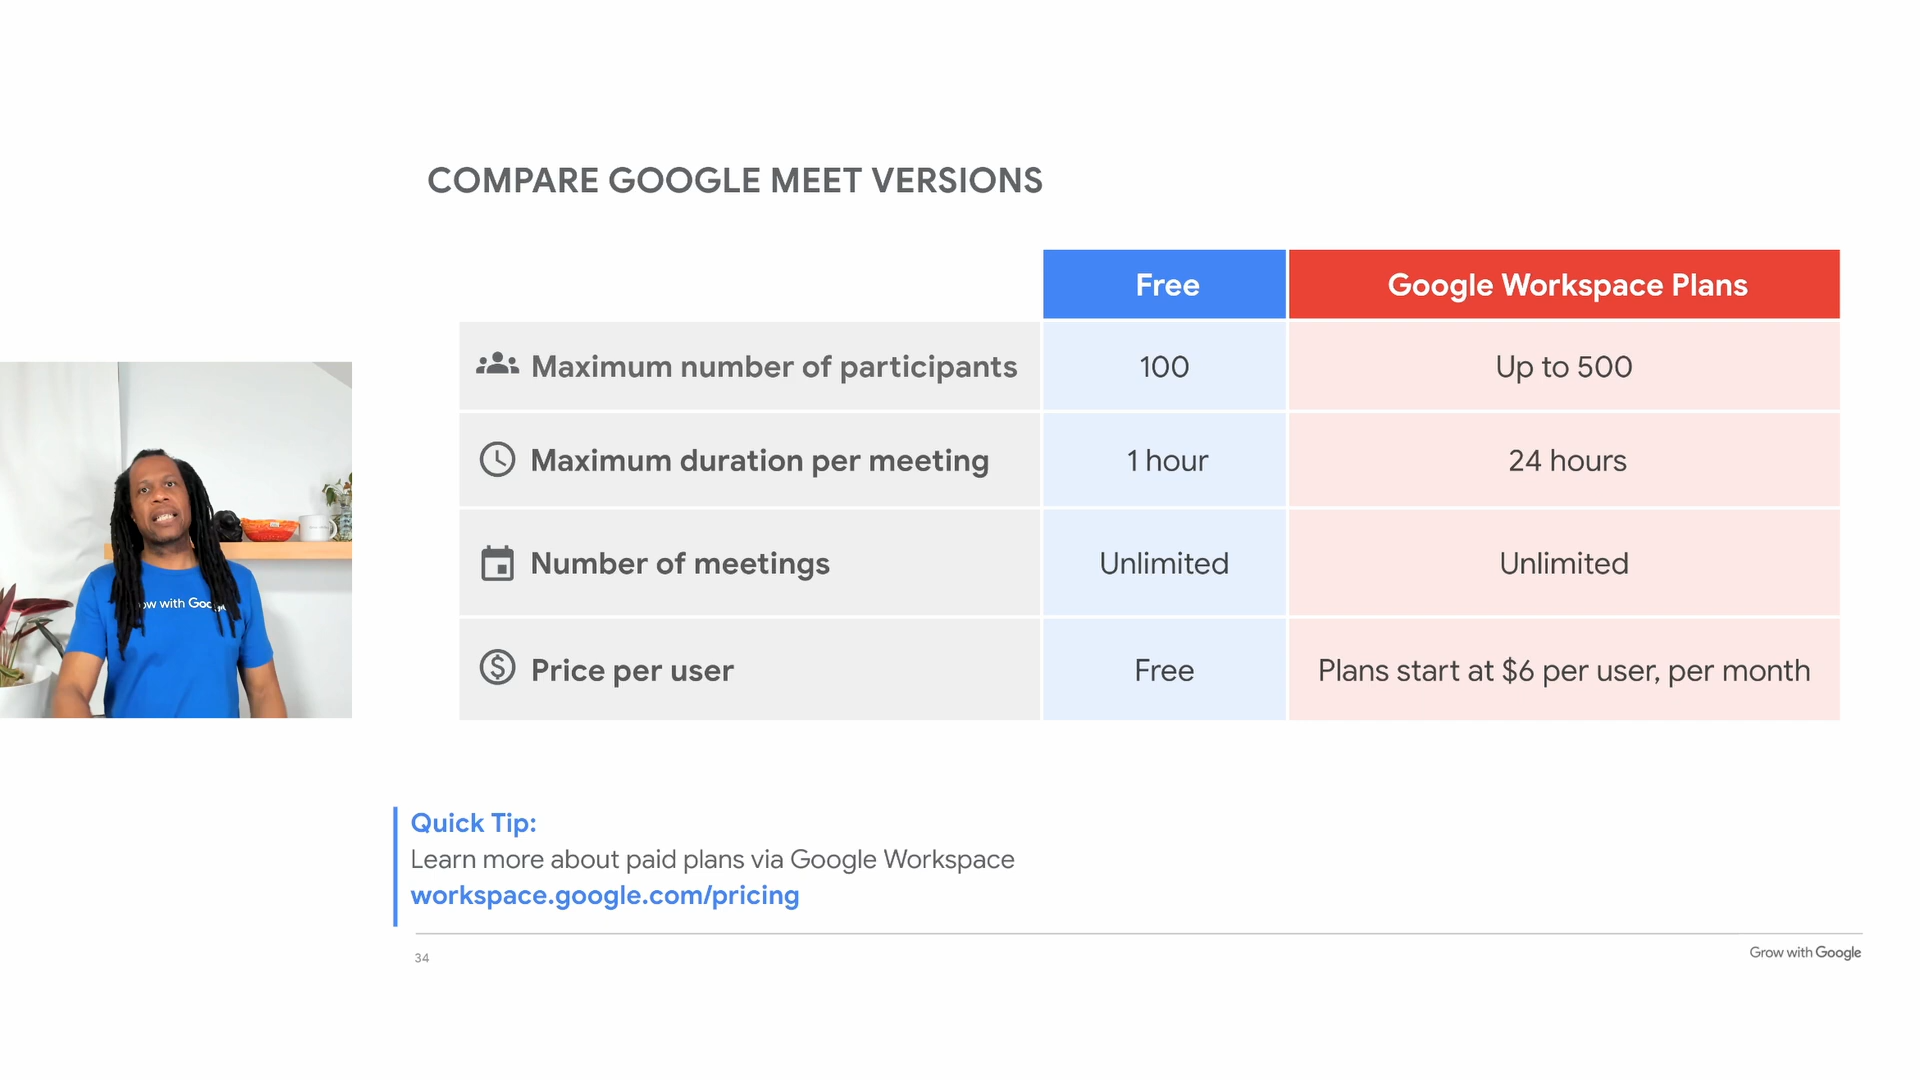 COMPARE GOOGLE MEET VERSIONS
Free
Google Workspace Plans
Maximum number of participants
100
Up to 500
Maximum duration per meeting
1 hour
24 hours
Number of meetings
Unlimited
Unlimited
Price per user
Free
Plans start at $6 per user, per month
ow with Goo
Quick Tip:
Learn more about paid plans via Google Workspace
workspace.google.com/pricing
34
Grow with Google